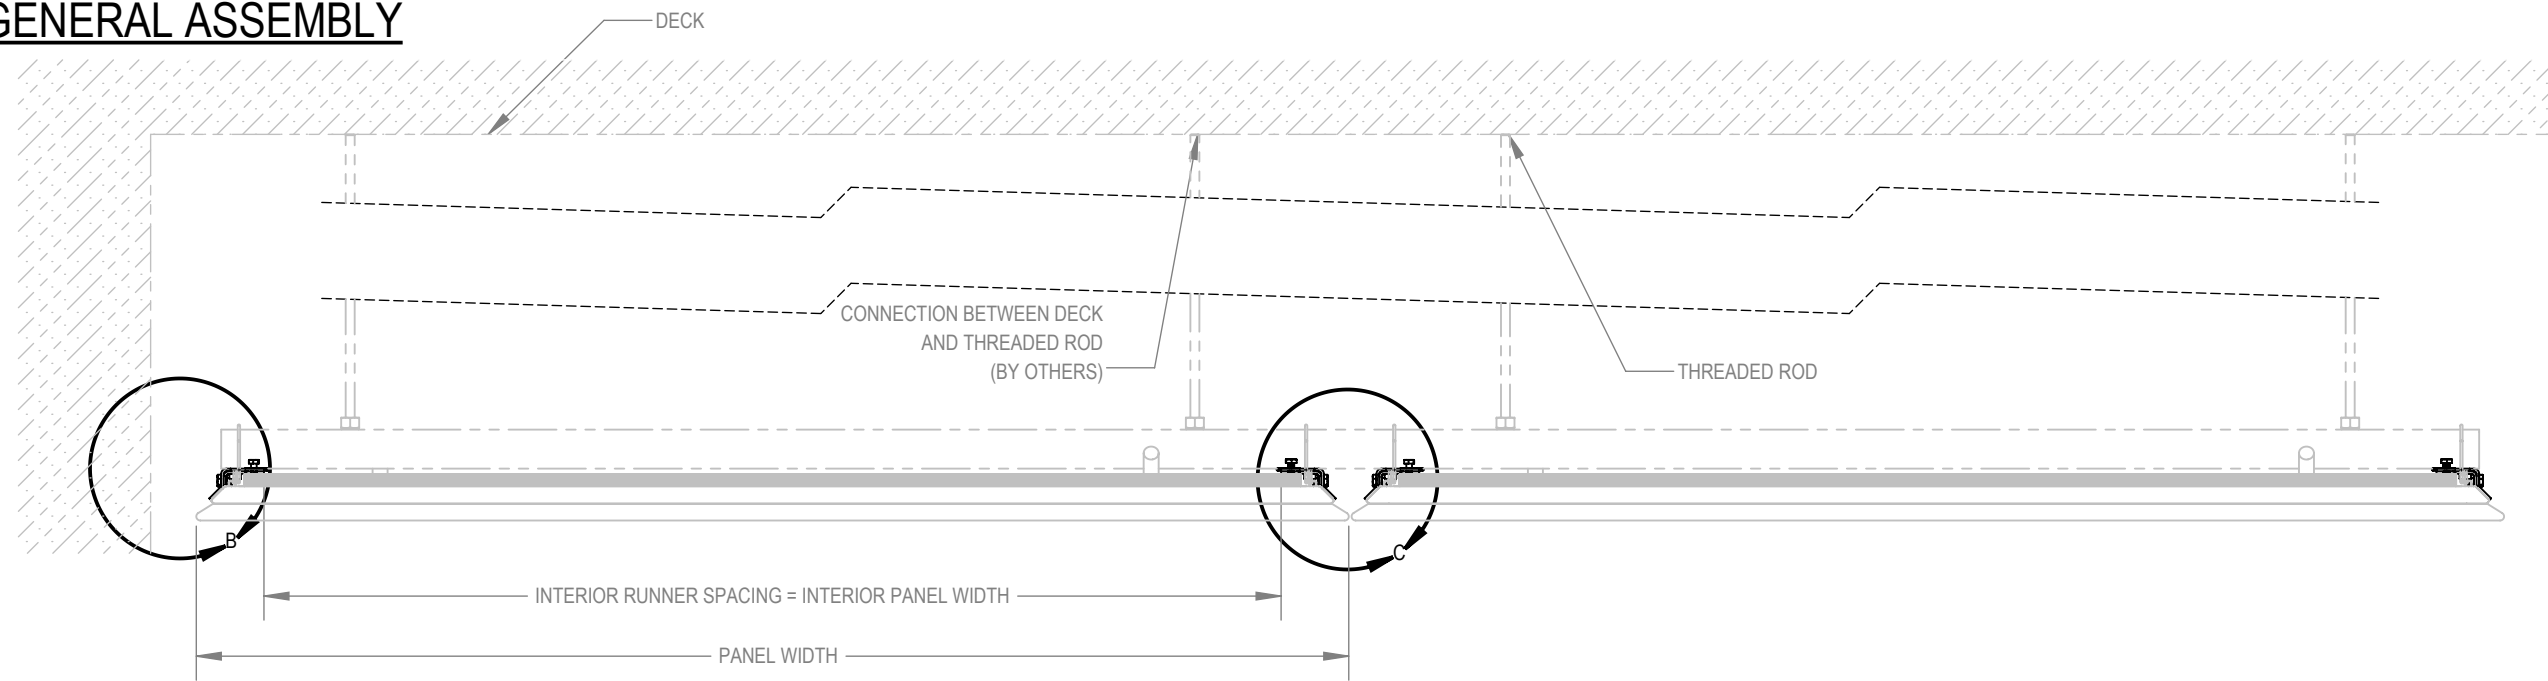 GENERAL ASSEMBLY
DECK
CONNECTION BETWEEN DECK
AND THREADED ROD
(BY OTHERS)
THREADED ROD
B
C
INTERIOR RUNNER SPACING = INTERIOR PANEL WIDTH
PANEL WIDTH